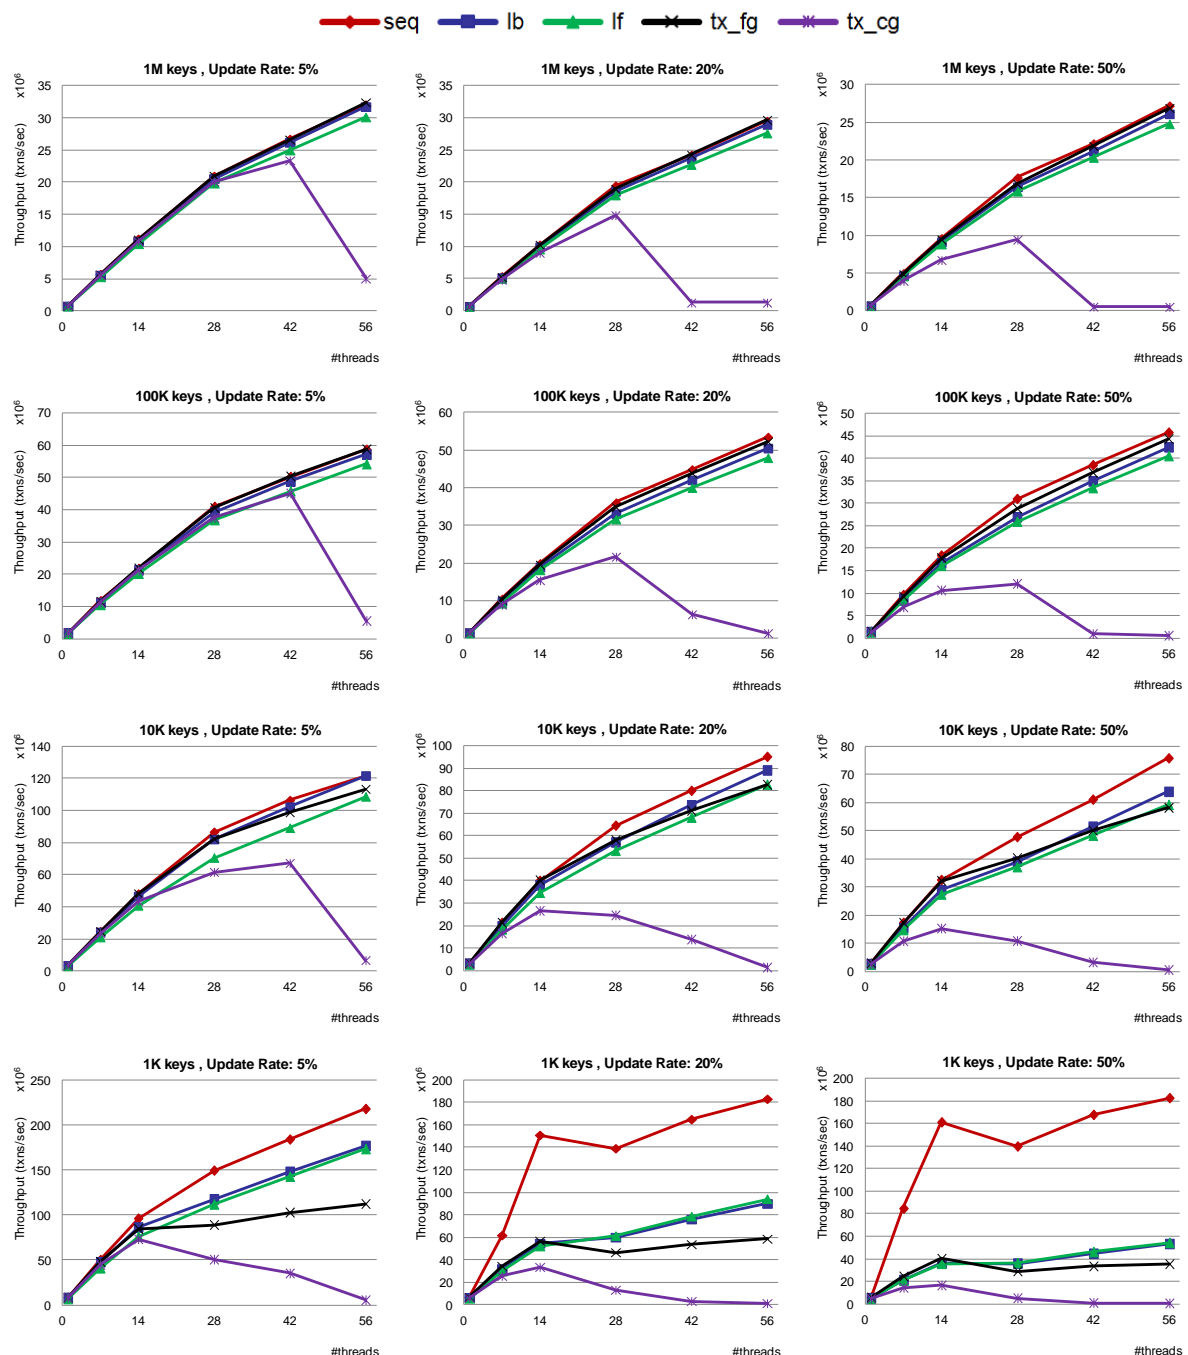 seq lb lf tx_fg tx_cg
1M keys , Update Rate: 5%
x10⁶
Throughput (txns/sec)
35
30
25
20
15
10
5
0
0 14 28 42 56
#threads
1M keys , Update Rate: 20%
x10⁶
Throughput (txns/sec)
35
30
25
20
15
10
5
0
0 14 28 42 56
#threads
1M keys , Update Rate: 50%
x10⁶
Throughput (txns/sec)
30
25
20
15
10
5
0
0 14 28 42 56
#threads
100K keys , Update Rate: 5%
x10⁶
Throughput (txns/sec)
70
60
50
40
30
20
10
0
0 14 28 42 56
#threads
100K keys , Update Rate: 20%
x10⁶
Throughput (txns/sec)
60
50
40
30
20
10
0
0 14 28 42 56
#threads
100K keys , Update Rate: 50%
x10⁶
Throughput (txns/sec)
50
45
40
35
30
25
20
15
10
5
0
0 14 28 42 56
#threads
10K keys , Update Rate: 5%
x10⁶
Throughput (txns/sec)
140
120
100
80
60
40
20
0
0 14 28 42 56
#threads
10K keys , Update Rate: 20%
x10⁶
Throughput (txns/sec)
100
90
80
70
60
50
40
30
20
10
0
0 14 28 42 56
#threads
10K keys , Update Rate: 50%
x10⁶
Throughput (txns/sec)
80
70
60
50
40
30
20
10
0
0 14 28 42 56
#threads
1K keys , Update Rate: 5%
x10⁶
Throughput (txns/sec)
250
200
150
100
50
0
0 14 28 42 56
#threads
1K keys , Update Rate: 20%
x10⁶
Throughput (txns/sec)
200
180
160
140
120
100
80
60
40
20
0
0 14 28 42 56
#threads
1K keys , Update Rate: 50%
x10⁶
Throughput (txns/sec)
200
180
160
140
120
100
80
60
40
20
0
0 14 28 42 56
#threads